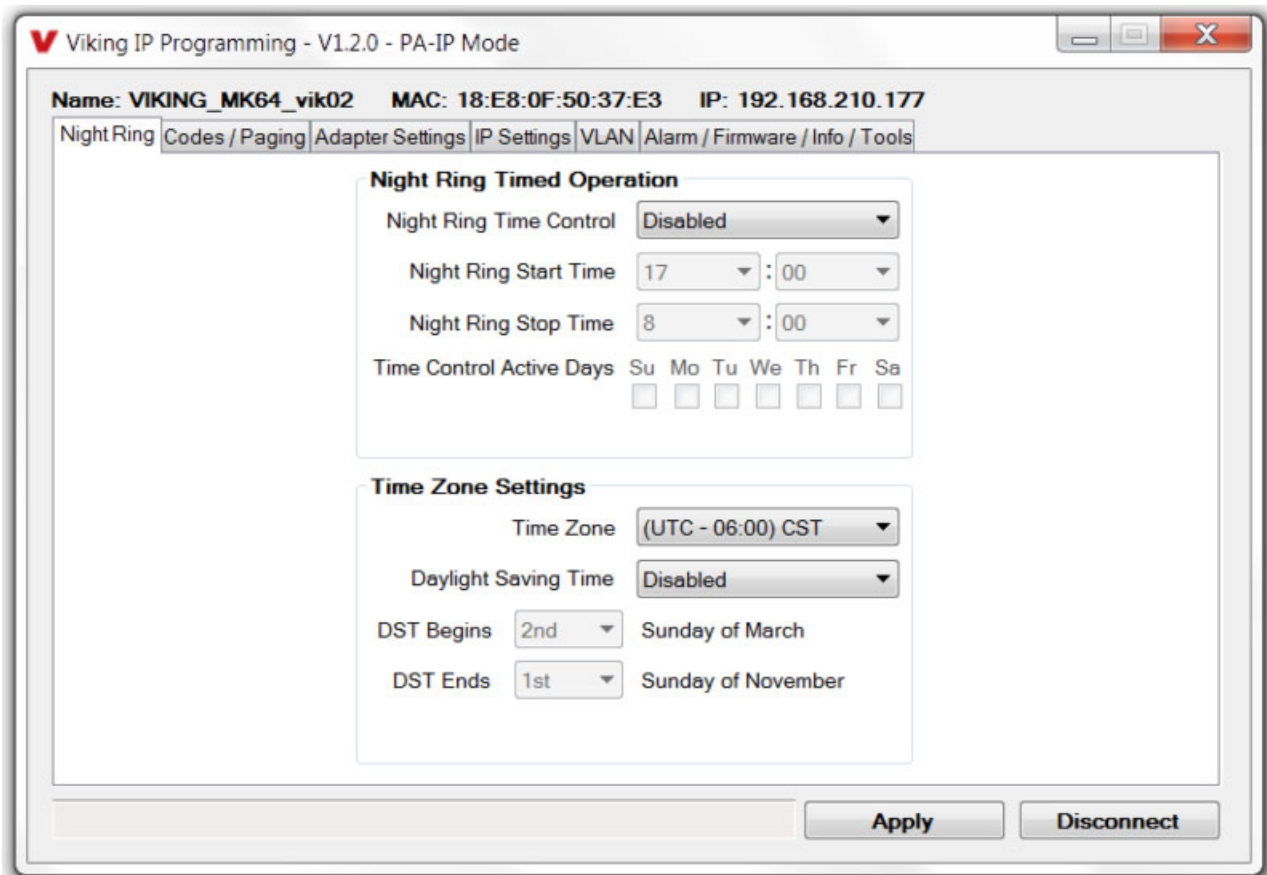 Viking IP Programming - V1.2.0 - PA-IP Mode
Name: VIKING_MK64_vik02 MAC: 18:E8:0F:50:37:E3 IP: 192.168.210.177
Night Ring Codes / Paging Adapter Settings IP Settings VLAN Alarm / Firmware / Info / Tools
Night Ring Timed Operation
Night Ring Time Control Disabled
Night Ring Start Time 17 : 00
Night Ring Stop Time 8 : 00
Time Control Active Days Su Mo Tu We Th Fr Sa
Time Zone Settings
Time Zone (UTC - 06:00) CST
Daylight Saving Time Disabled
DST Begins 2nd Sunday of March
DST Ends 1st Sunday of November
Apply Disconnect